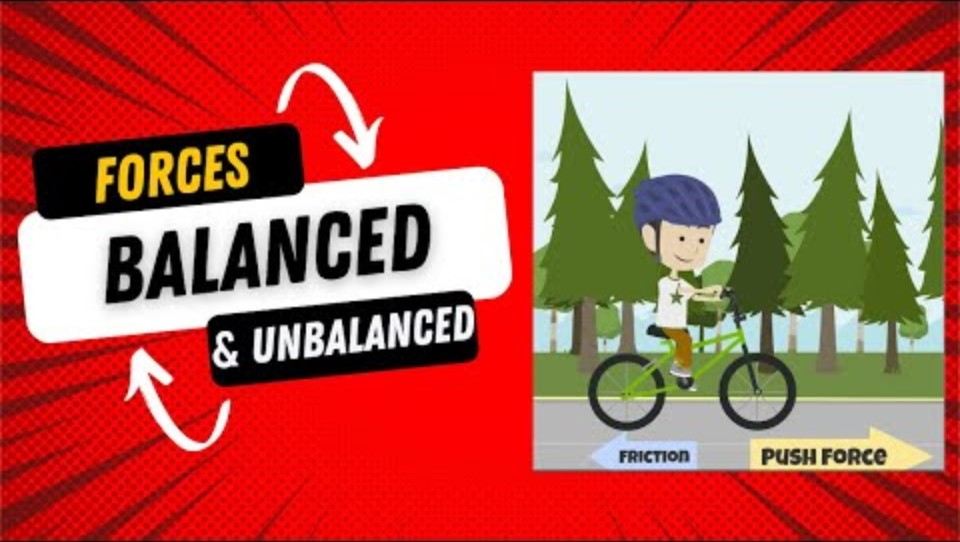 FORCES
BALANCED
& UNBALANCED
FRICTION
PUSH FORCE